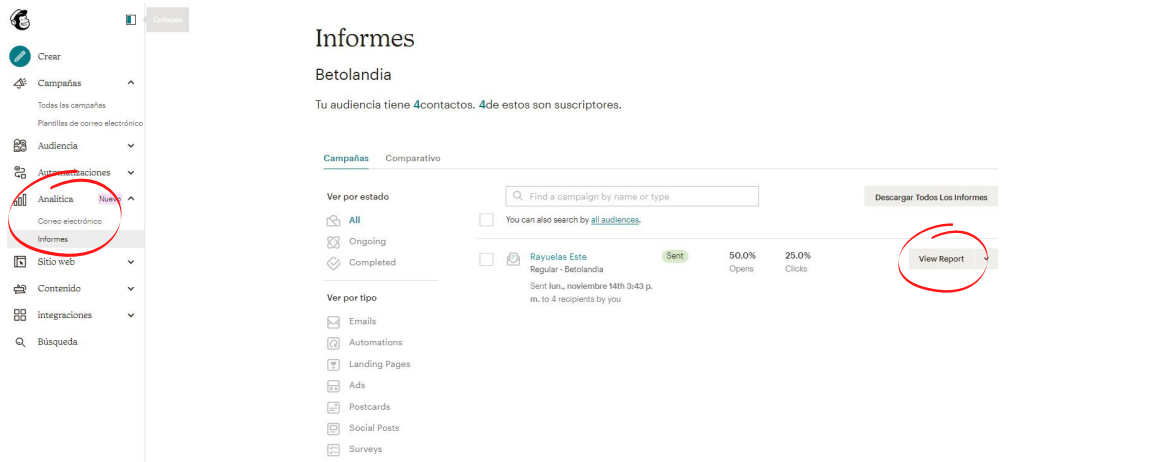 Collapse
Crear
Campañas
Todas las campañas
Plantillas de correo electrónico
Audiencia
Automatizaciones
Analítica Nuevo
Correo electrónico
Informes
Sitio web
Contenido
integraciones
Búsqueda
Informes
Betolandia
Tu audiencia tiene 4contactos. 4de estos son suscriptores.
Campañas Comparativo
Ver por estado
All
Ongoing
Completed
Ver por tipo
Emails
Automations
Landing Pages
Ads
Postcards
Social Posts
Surveys
Find a campaign by name or type
Descargar Todos Los Informes
You can also search by all audiences.
Rayuelas Este Sent 50.0% 25.0% View Report
Regular · Betolandia Opens Clicks
Sent lun., noviembre 14th 3:43 p.
m. to 4 recipients by you